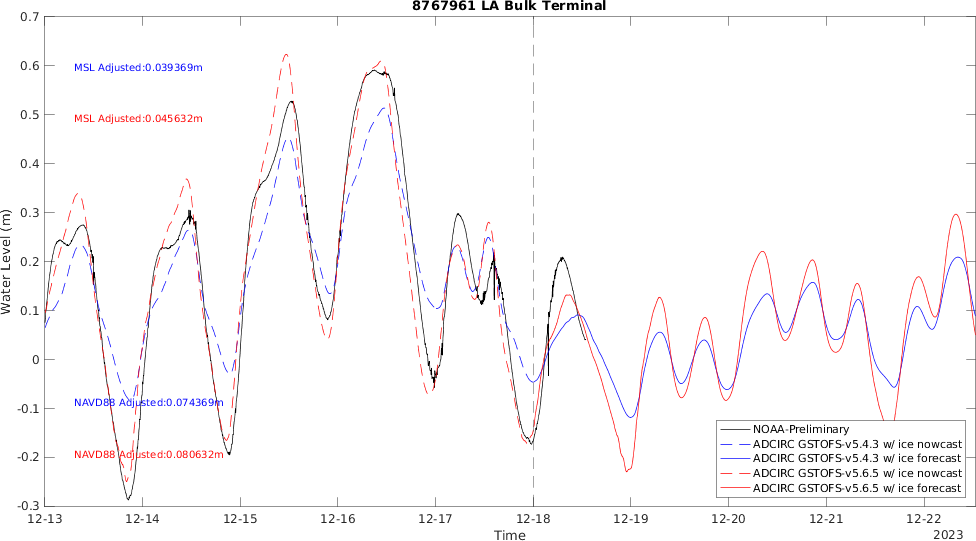 8767961 LA Bulk Terminal
0.7
0.6
0.5
0.4
0.3
0.2
0.1
0
-0.1
-0.2
-0.3
Water Level (m)
MSL Adjusted:0.039369m
MSL Adjusted:0.045632m
NAVD88 Adjusted:0.074369m
NAVD88 Adjusted:0.080632m
NOAA-Preliminary
ADCIRC GSTOFS-v5.4.3 w/ ice nowcast
ADCIRC GSTOFS-v5.4.3 w/ ice forecast
ADCIRC GSTOFS-v5.6.5 w/ ice nowcast
ADCIRC GSTOFS-v5.6.5 w/ ice forecast
12-13 12-14 12-15 12-16 12-17 12-18 12-19 12-20 12-21 12-22
Time
2023